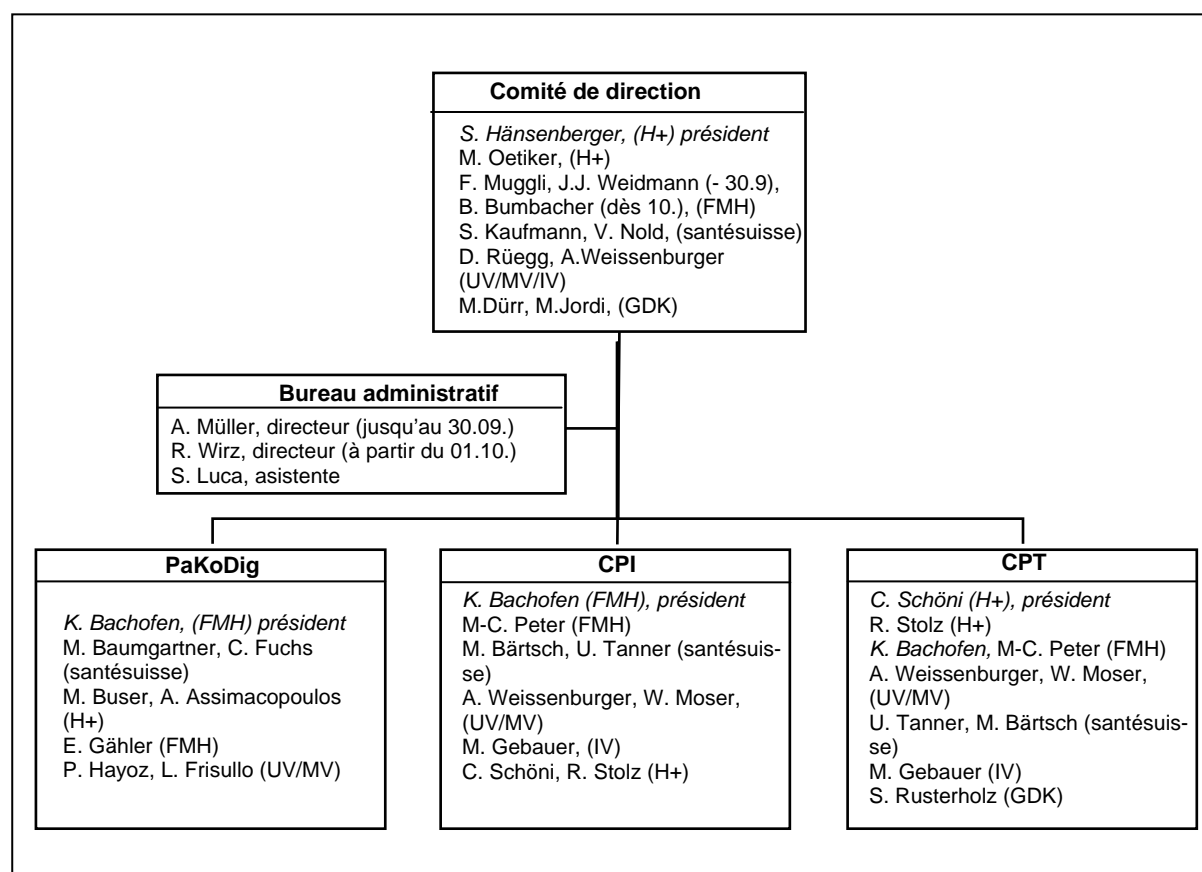 Comité de direction
S. Hänsenberger, (H+) président
M. Oetiker, (H+)
F. Muggli, J.J. Weidmann (- 30.9),
B. Bumbacher (dès 10.), (FMH)
S. Kaufmann, V. Nold, (santésuisse)
D. Rüegg, A.Weissenburger
(UV/MV/IV)
M.Dürr, M.Jordi, (GDK)
Bureau administratif
A. Müller, directeur (jusqu'au 30.09.)
R. Wirz, directeur (à partir du 01.10.)
S. Luca, asistente
PaKoDig
K. Bachofen, (FMH) président
M. Baumgartner, C. Fuchs
(santésuisse)
M. Buser, A. Assimacopoulos
(H+)
E. Gähler (FMH)
P. Hayoz, L. Frisullo (UV/MV)
CPI
K. Bachofen (FMH), président
M-C. Peter (FMH)
M. Bärtsch, U. Tanner (santésuis-
se)
A. Weissenburger, W. Moser,
(UV/MV)
M. Gebauer, (IV)
C. Schöni, R. Stolz (H+)
CPT
C. Schöni (H+), président
R. Stolz (H+)
K. Bachofen, M-C. Peter (FMH)
A. Weissenburger, W. Moser,
(UV/MV)
U. Tanner, M. Bärtsch (santésuis-
se)
M. Gebauer (IV)
S. Rusterholz (GDK)